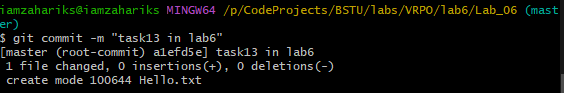 iamzahariks@iamzahariks MINGW64 /p/CodeProjects/BSTU/labs/VRPO/lab6/Lab_06 (mast
er)
$ git commit -m "task13 in lab6"
[master (root-commit) a1efd5e] task13 in lab6
 1 file changed, 0 insertions(+), 0 deletions(-)
 create mode 100644 Hello.txt